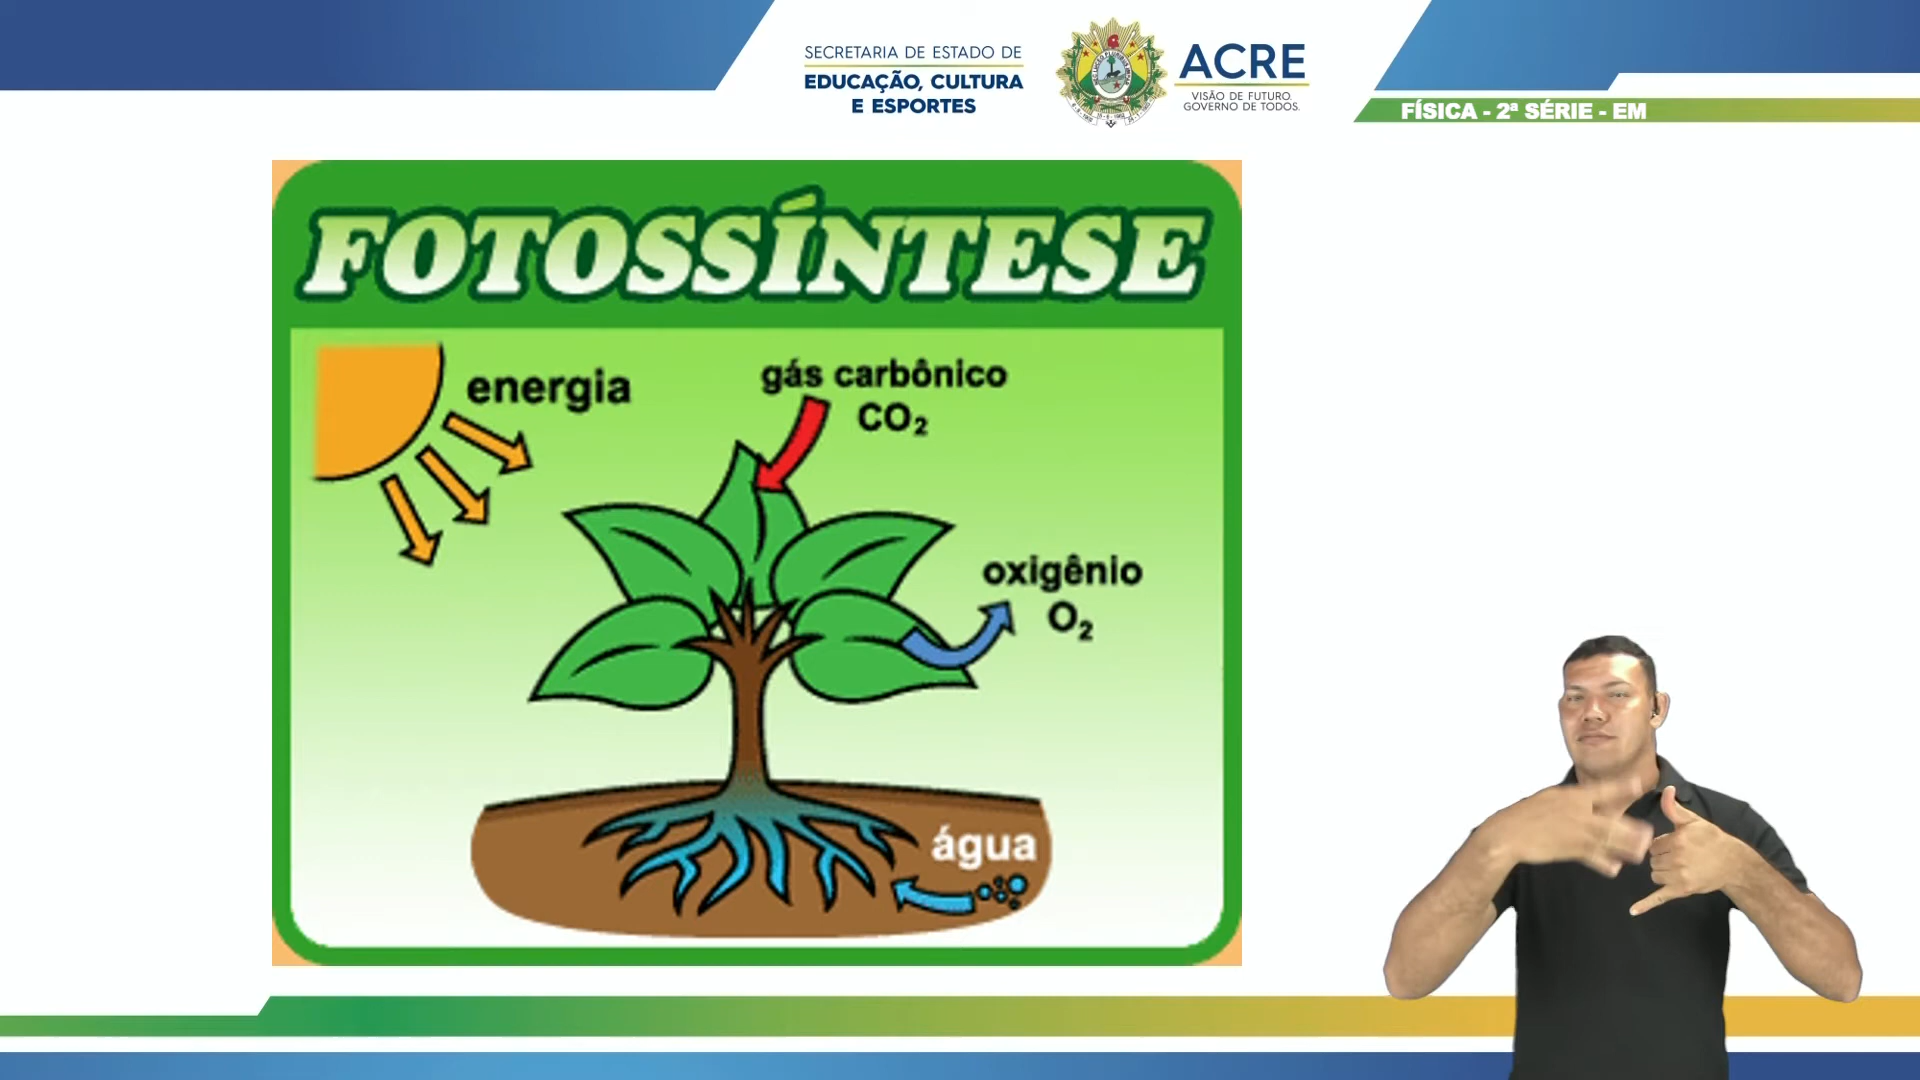 SECRETARIA DE ESTADO DE
EDUCAÇÃO, CULTURA
E ESPORTES
ACRE
VISÃO DE FUTURO.
GOVERNO DE TODOS.
FÍSICA - 2ª SÉRIE - EM
FOTOSSÍNTESE
energia
gás carbônico
CO₂
oxigênio
O₂
água